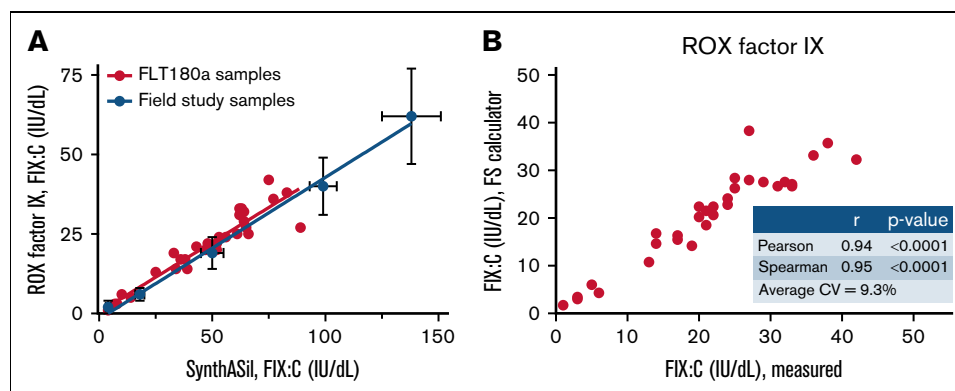 A
ROX factor IX, FIX:C (IU/dL)
75
50
25
0
FLT180a samples
Field study samples
0 25 50 75 100 125 150
SynthASil, FIX:C (IU/dL)
B
ROX factor IX
FIX:C (IU/dL), FS calculator
50
40
30
20
10
0
r p-value
Pearson 0.94 <0.0001
Spearman 0.95 <0.0001
Average CV = 9.3%
0 10 20 30 40 50
FIX:C (IU/dL), measured